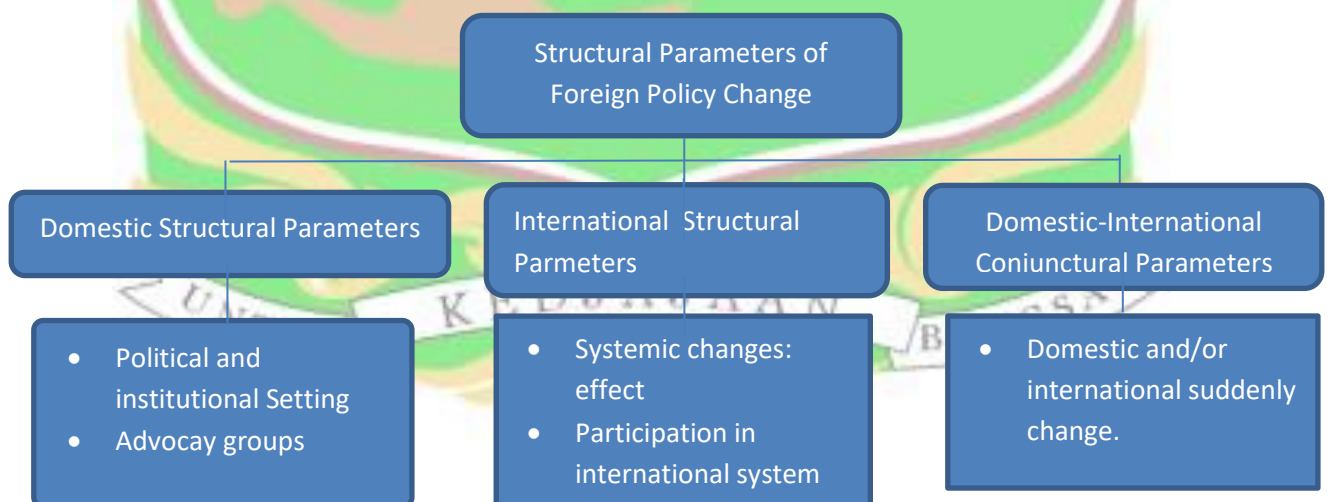 Structural Parameters of
Foreign Policy Change
Domestic Structural Parameters
International Structural
Parmeters
Domestic-International
Coniunctural Parameters
KEDJAJAAN
• Political and
institutional Setting
• Advocay groups
• Systemic changes:
effect
• Participation in
international system
• Domestic and/or
international suddenly
change.